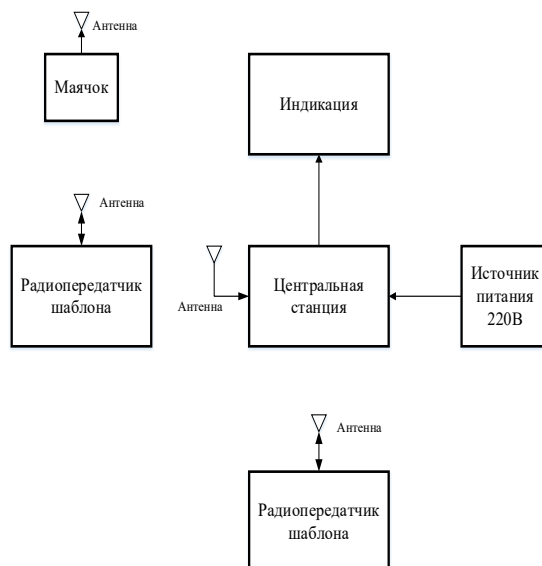 Антенна
Маячок
Индикация
Антенна
Радиопередатчик
шаблона
Антенна
Центральная
станция
Источник
питания
220В
Антенна
Радиопередатчик
шаблона